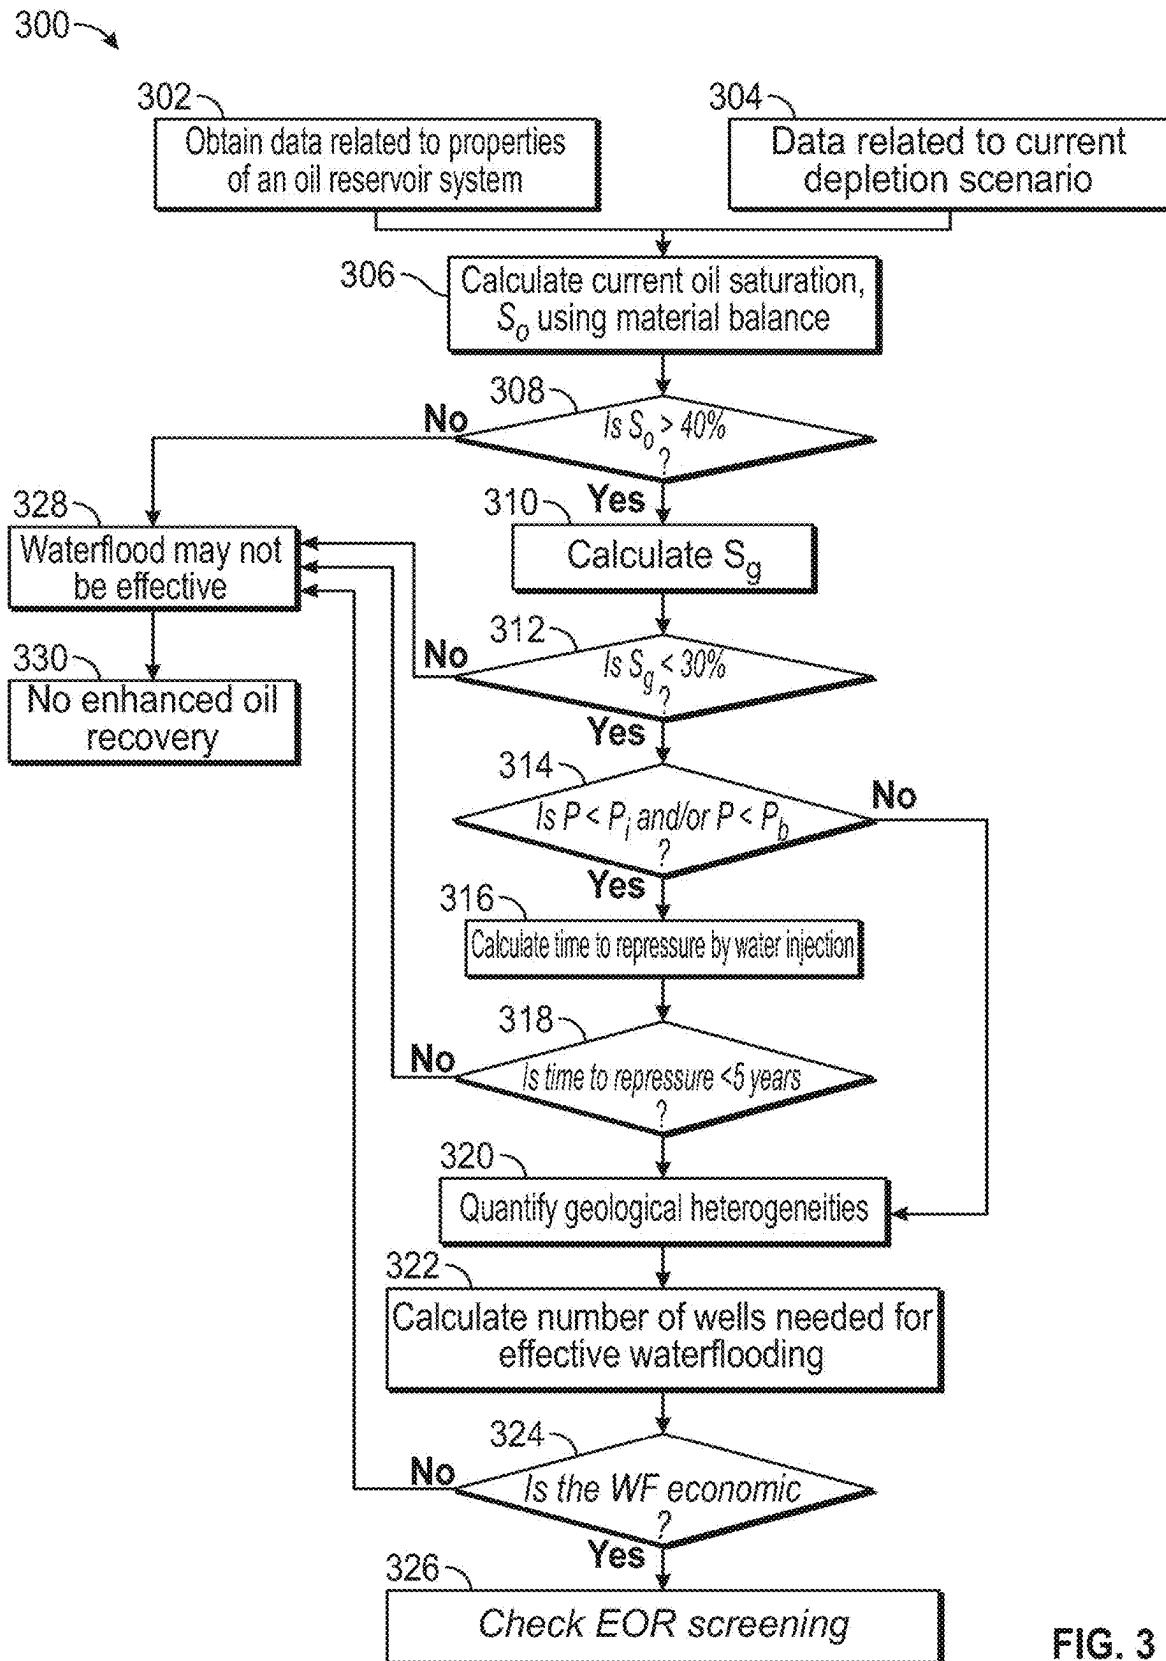 300
302
304
Obtain data related to properties
of an oil reservoir system
Data related to current
depletion scenario
306
Calculate current oil saturation,
So using material balance
308
No
Is So > 40%
?
Yes
328
310
Waterflood may not
be effective
Calculate Sg
312
No
Is Sg < 30%
?
Yes
330
No enhanced oil
recovery
314
No
Is P < Pi and/or P < Pb
?
Yes
316
Calculate time to repressure by water injection
318
No
Is time to repressure <5 years
?
320
Quantify geological heterogeneities
322
Calculate number of wells needed for
effective waterflooding
324
No
Is the WF economic
?
Yes
326
Check EOR screening
FIG. 3